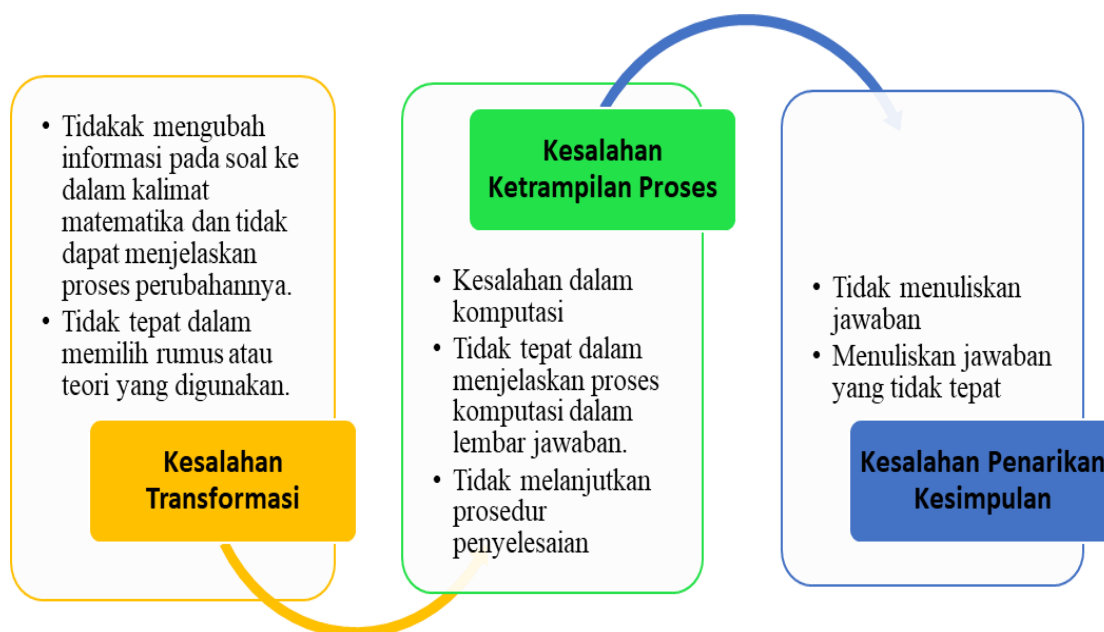 • Tidakak mengubah
informasi pada soal ke
dalam kalimat
matematika dan tidak
dapat menjelaskan
proses perubahannya.
• Tidak tepat dalam
memilih rumus atau
teori yang digunakan.
Kesalahan
Transformasi
Kesalahan
Ketrampilan Proses
• Kesalahan dalam
komputasi
• Tidak tepat dalam
menjelaskan proses
komputasi dalam
lembar jawaban.
• Tidak melanjutkan
prosedur
penyelesaian
• Tidak menuliskan
jawaban
• Menuliskan jawaban
yang tidak tepat
Kesalahan Penarikan
Kesimpulan